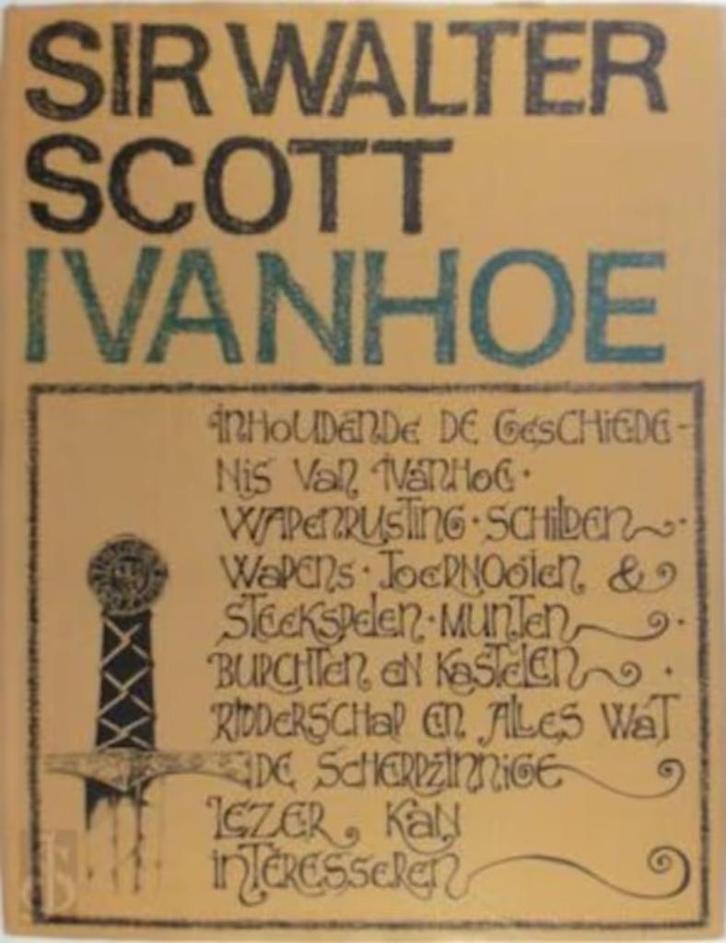 SIR WALTER
SCOTT
IVANHOE
INHOUDENDE DE GESCHIEDE-
NIS VAN IVANHOE ·
WAPENRUSTING · SCHILDEN ·
WAPENS · TOERNOOIEN &
STEEKSPELEN · MUNTEN ·
BURCHTEN EN KASTELEN ·
RIDDERSCHAP EN ALLES WAT
DE SCHERPZINNIGE
LEZER KAN
INTERESSEREN